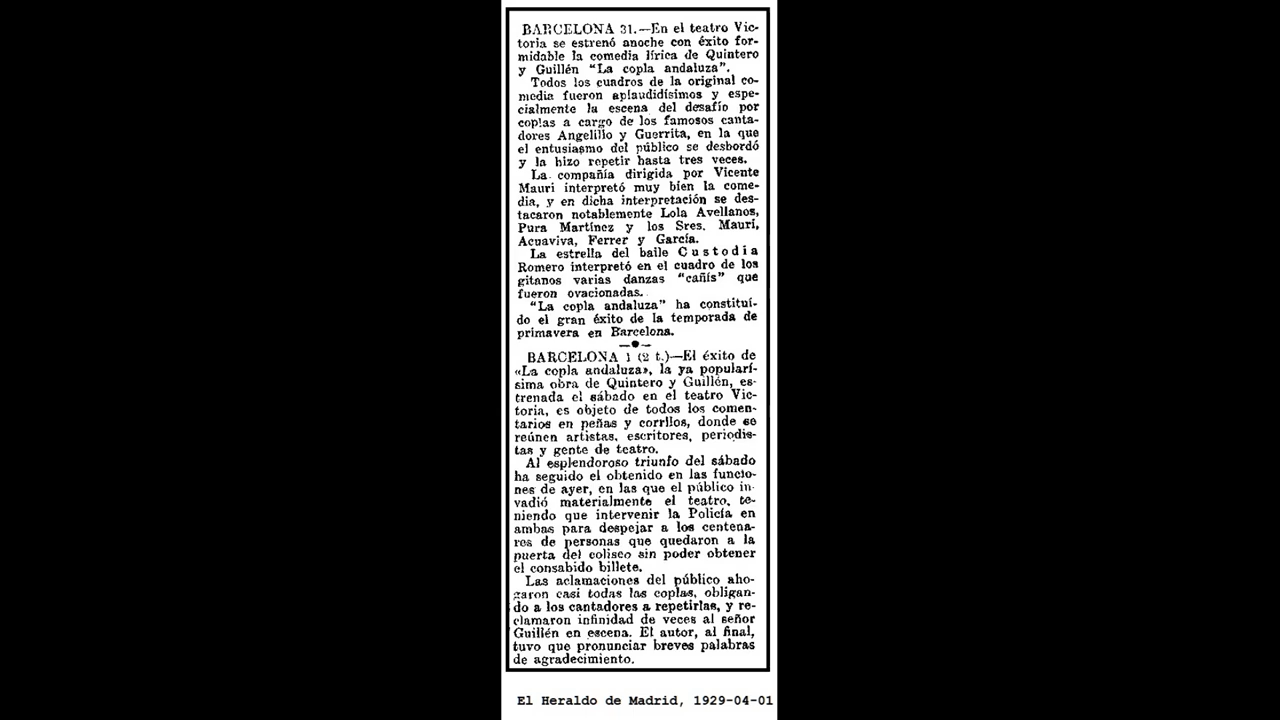 BARCELONA 31.—En el teatro Vic-
toria se estrenó anoche con éxito for-
midable la comedia lírica de Quintero
y Guillén "La copla andaluza".
Todos los cuadros de la original co-
media fueron aplaudidísimos y espe-
cialmente la escena del desafío por
coplas a cargo de los famosos canta-
dores Angelillo y Guerrita, en la que
el entusiasmo del público se desbordó
y la hizo repetir hasta tres veces.
La compañía dirigida por Vicente
Mauri interpretó muy bien la come-
dia, y en dicha interpretación se des-
tacaron notablemente Lola Avellanos,
Pura Martínez y los Sres. Mauri,
Acuaviva, Ferrer y García.
La estrella del baile Custodia
Romero interpretó en el cuadro de los
gitanos varias danzas "cañís" que
fueron ovacionadas.
"La copla andaluza" ha constituí-
do el gran éxito de la temporada de
primavera en Barcelona.
BARCELONA 1 (2 t.)—El éxito de
«La copla andaluza», la ya popularí-
sima obra de Quintero y Guillén, es-
trenada el sábado en el teatro Vic-
toria, es objeto de todos los comen-
tarios en peñas y corrllos, donde se
reúnen artistas, escritores, periodis-
tas y gente de teatro.
Al esplendoroso triunfo del sábado
ha seguido el obtenido en las funcio-
nes de ayer, en las que el público in-
vadió materialmente el teatro, te-
niendo que intervenir la Policía en
ambas para despejar a los centena-
res de personas que quedaron a la
puerta del coliseo sin poder obtener
el consabido billete.
Las aclamaciones del público aho-
garon casi todas las coplas, obligan-
do a los cantadores a repetirlas, y re-
clamaron infinidad de veces al señor
Guillén en escena. El autor, al final,
tuvo que pronunciar breves palabras
de agradecimiento.
El Heraldo de Madrid, 1929-04-01